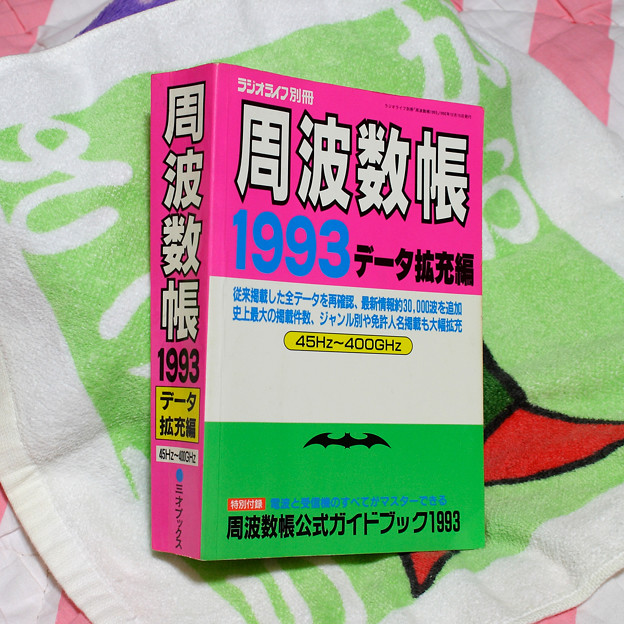 ラジオライフ別冊
周波数帳
1993データ拡充編
従来掲載した全データを再確認、最新情報約30,000波を追加
史上最大の掲載件数、ジャンル別や免許人名掲載も大幅拡充
45Hz〜400GHz
特別付録 電波と受信機のすべてがマスターできる
周波数帳公式ガイドブック1993
周波数帳
1993
データ
拡充編
45Hz〜400GHz
三才ブックス